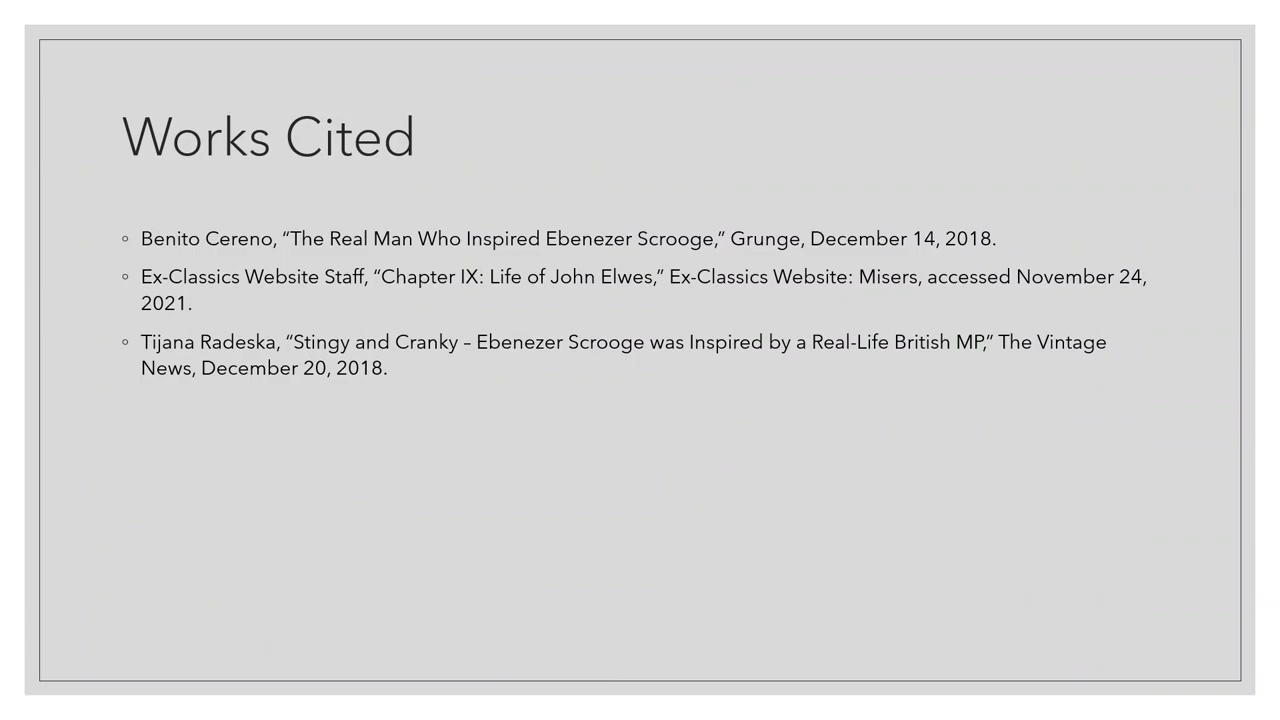 Works Cited
◦ Benito Cereno, “The Real Man Who Inspired Ebenezer Scrooge,” Grunge, December 14, 2018.
◦ Ex-Classics Website Staff, “Chapter IX: Life of John Elwes,” Ex-Classics Website: Misers, accessed November 24,
2021.
◦ Tijana Radeska, “Stingy and Cranky – Ebenezer Scrooge was Inspired by a Real-Life British MP,” The Vintage
News, December 20, 2018.